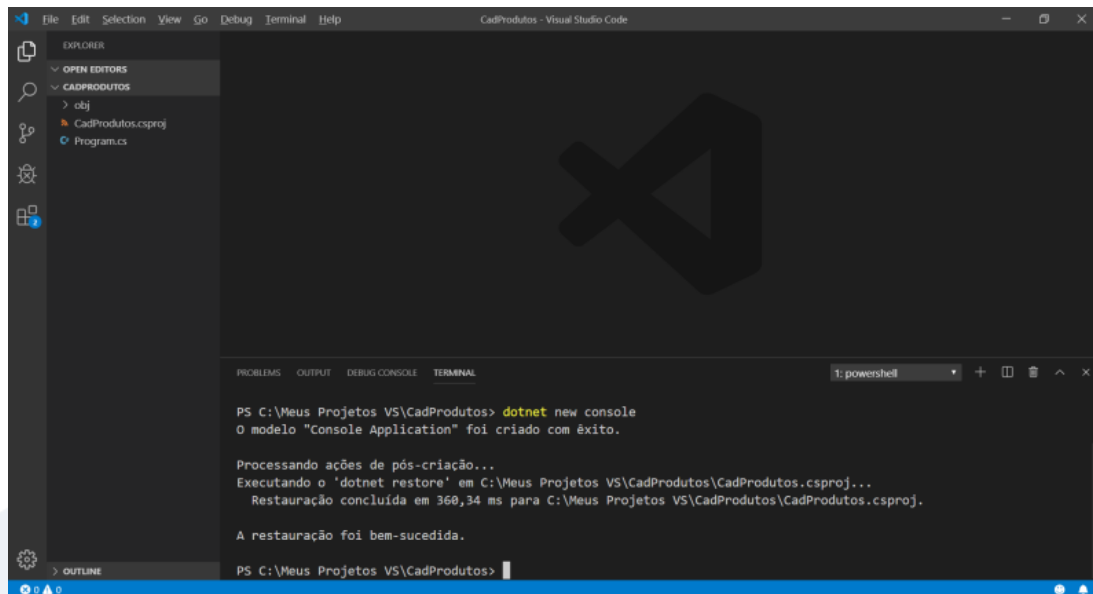 File Edit Selection View Go Debug Terminal Help CadProdutos - Visual Studio Code
EXPLORER
OPEN EDITORS
CADPRODUTOS
obj
CadProdutos.csproj
Program.cs
2
PROBLEMS OUTPUT DEBUG CONSOLE TERMINAL 1: powershell
PS C:\Meus Projetos VS\CadProdutos> dotnet new console
O modelo "Console Application" foi criado com êxito.
Processando ações de pós-criação...
Executando o 'dotnet restore' em C:\Meus Projetos VS\CadProdutos\CadProdutos.csproj...
Restauração concluída em 360,34 ms para C:\Meus Projetos VS\CadProdutos\CadProdutos.csproj.
A restauração foi bem-sucedida.
OUTLINE
PS C:\Meus Projetos VS\CadProdutos>
0 0